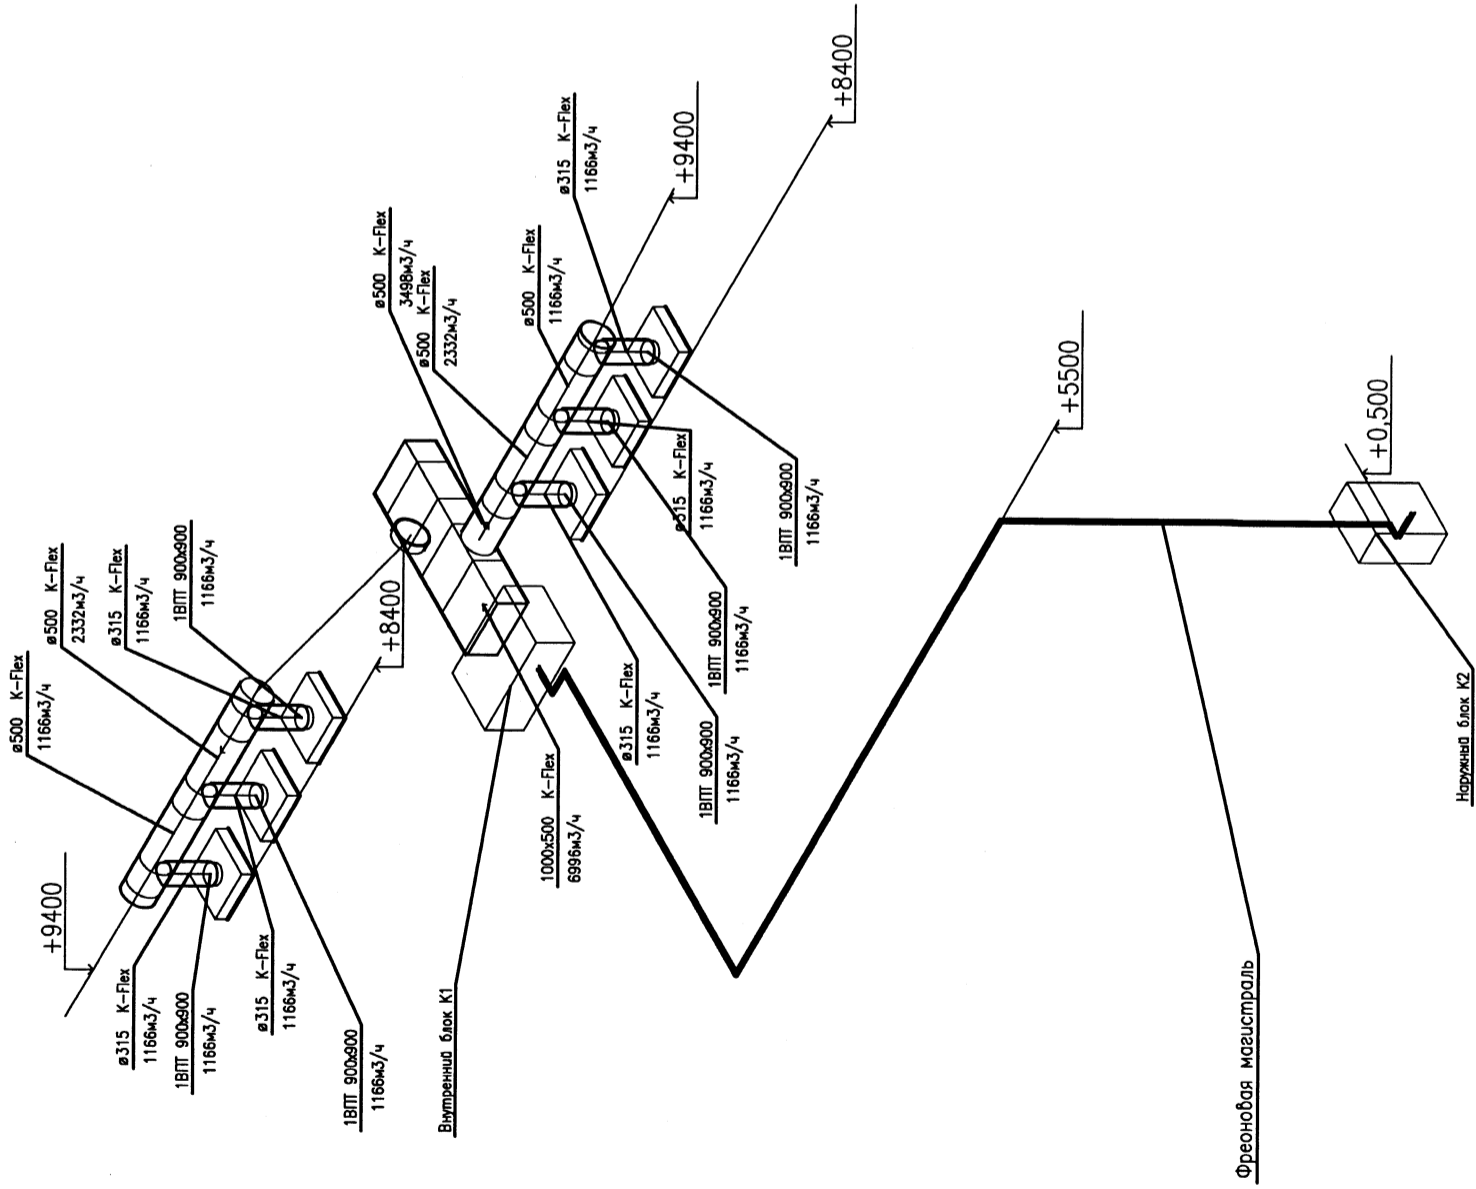 ø500 K-Flex
1166м3/ч
ø500 K-Flex
2332м3/ч
ø315 K-Flex
1166м3/ч
1ВПТ 900x900
1166м3/ч
+9400
+8400
ø315 K-Flex
1166м3/ч
1ВПТ 900x900
1166м3/ч
ø315 K-Flex
1166м3/ч
1ВПТ 900x900
1166м3/ч
Внутренний блок К1
ø500 K-Flex
3498м3/ч
ø500 K-Flex
2332м3/ч
ø500 K-Flex
1166м3/ч
ø315 K-Flex
1166м3/ч
+9400
+8400
ø315 K-Flex
1166м3/ч
1ВПТ 900x900
1166м3/ч
1ВПТ 900x900
1166м3/ч
ø315 K-Flex
1166м3/ч
1ВПТ 900x900
1166м3/ч
1000x500 K-Flex
6996м3/ч
+5500
+0,500
Наружный блок К2
Фреоновая магистраль